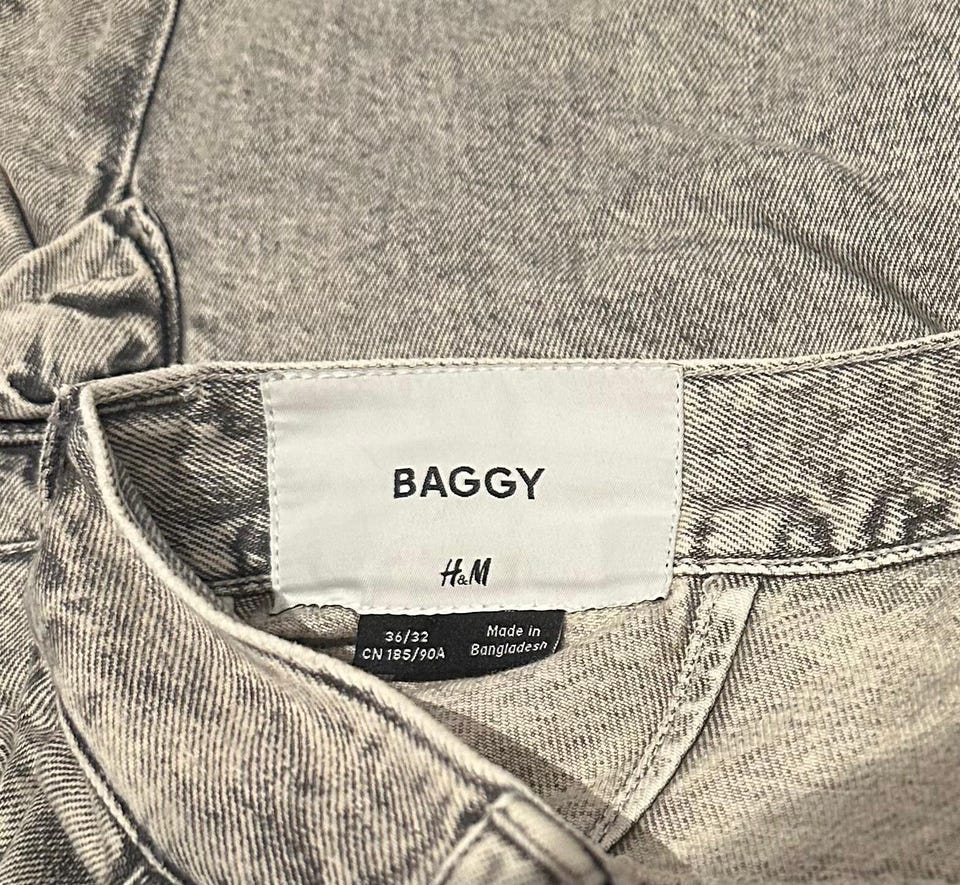 BAGGY
H&M
36/32
CN 185/90A
Made in
Bangladesh